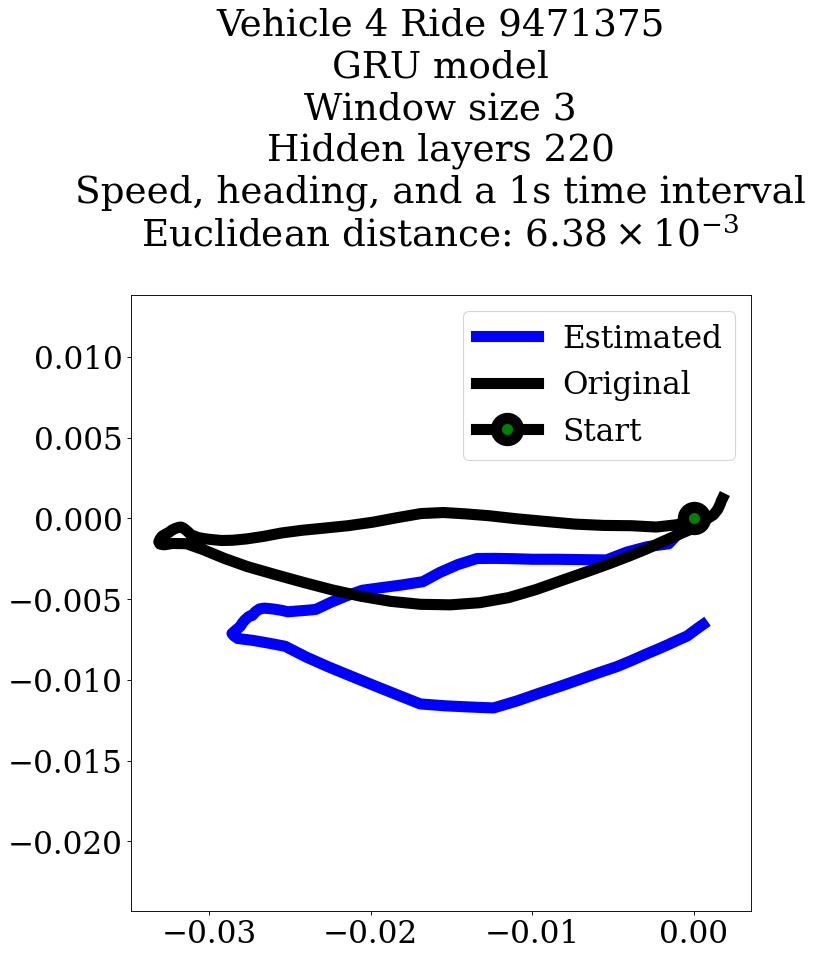 Vehicle 4 Ride 9471375
GRU model
Window size 3
Hidden layers 220
Speed, heading, and a 1s time interval
Euclidean distance: 6.38 × 10⁻³
Estimated
Original
Start
0.010
0.005
0.000
−0.005
−0.010
−0.015
−0.020
−0.03 −0.02 −0.01 0.00